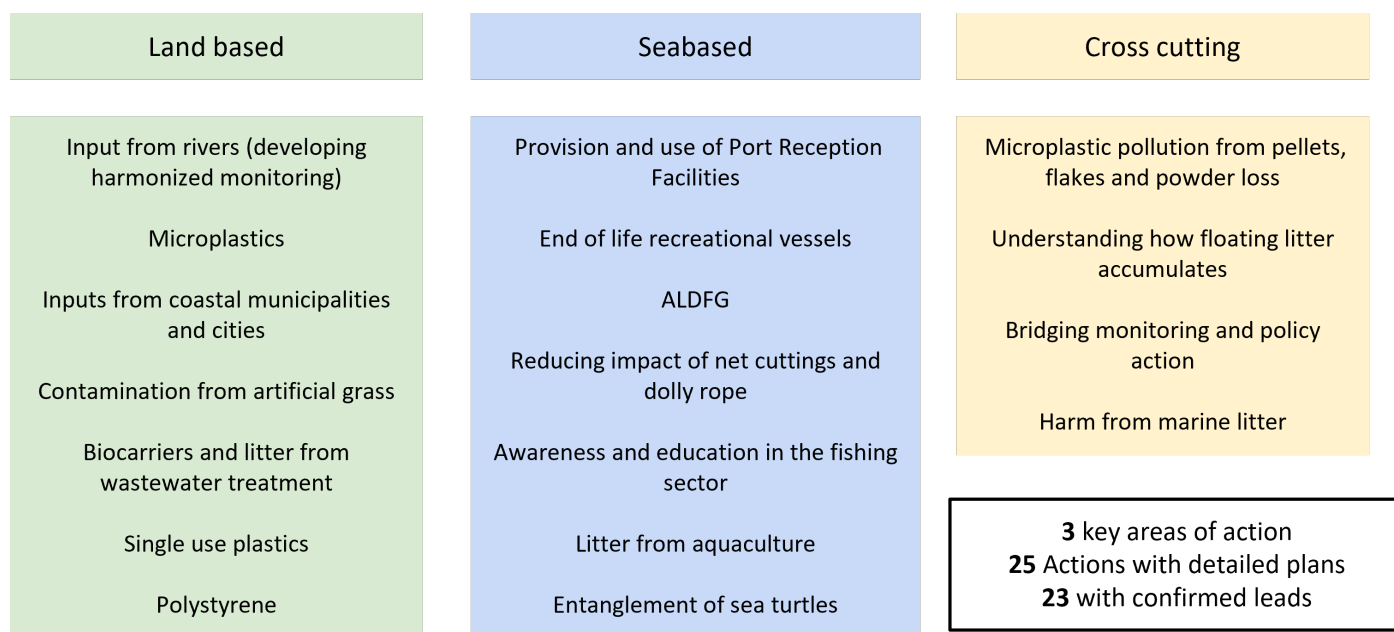 Land based
Input from rivers (developing
harmonized monitoring)
Microplastics
Inputs from coastal municipalities
and cities
Contamination from artificial grass
Biocarriers and litter from
wastewater treatment
Single use plastics
Polystyrene
Seabased
Provision and use of Port Reception
Facilities
End of life recreational vessels
ALDFG
Reducing impact of net cuttings and
dolly rope
Awareness and education in the fishing
sector
Litter from aquaculture
Entanglement of sea turtles
Cross cutting
Microplastic pollution from pellets,
flakes and powder loss
Understanding how floating litter
accumulates
Bridging monitoring and policy
action
Harm from marine litter
3 key areas of action
25 Actions with detailed plans
23 with confirmed leads